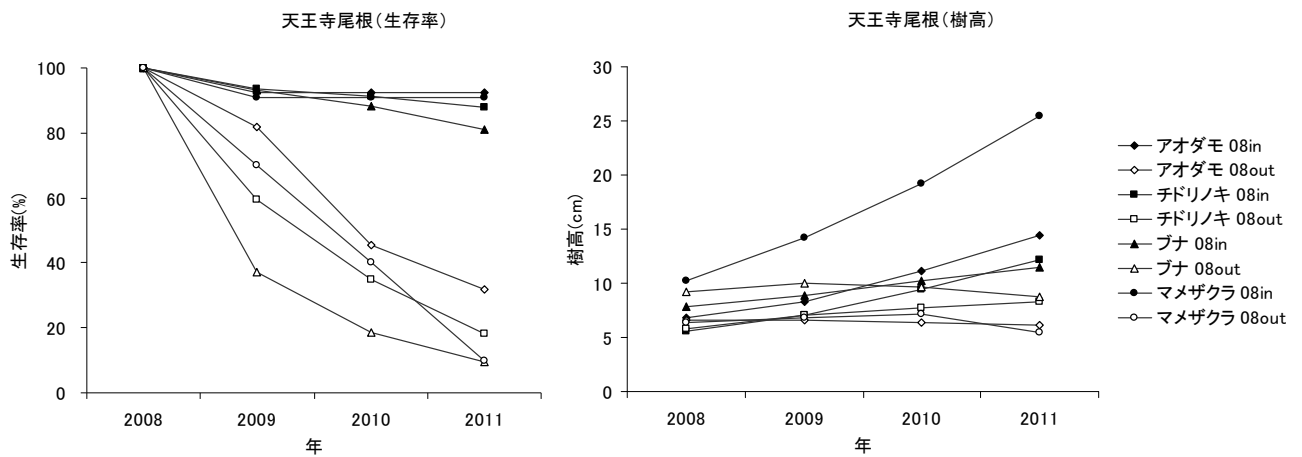 天王寺尾根(生存率)
100
80
60
40
20
0
生存率(%)
2008 2009 2010 2011
年
天王寺尾根(樹高)
30
25
20
15
10
5
0
樹高(cm)
2008 2009 2010 2011
年
アオダモ 08in
アオダモ 08out
チドリノキ 08in
チドリノキ 08out
ブナ 08in
ブナ 08out
マメザクラ 08in
マメザクラ 08out